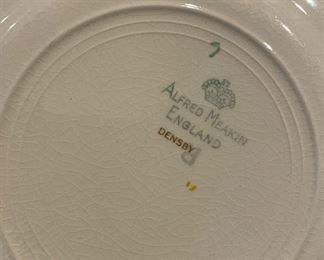 ALFRED MEAKIN
ENGLAND
DENSBY
R